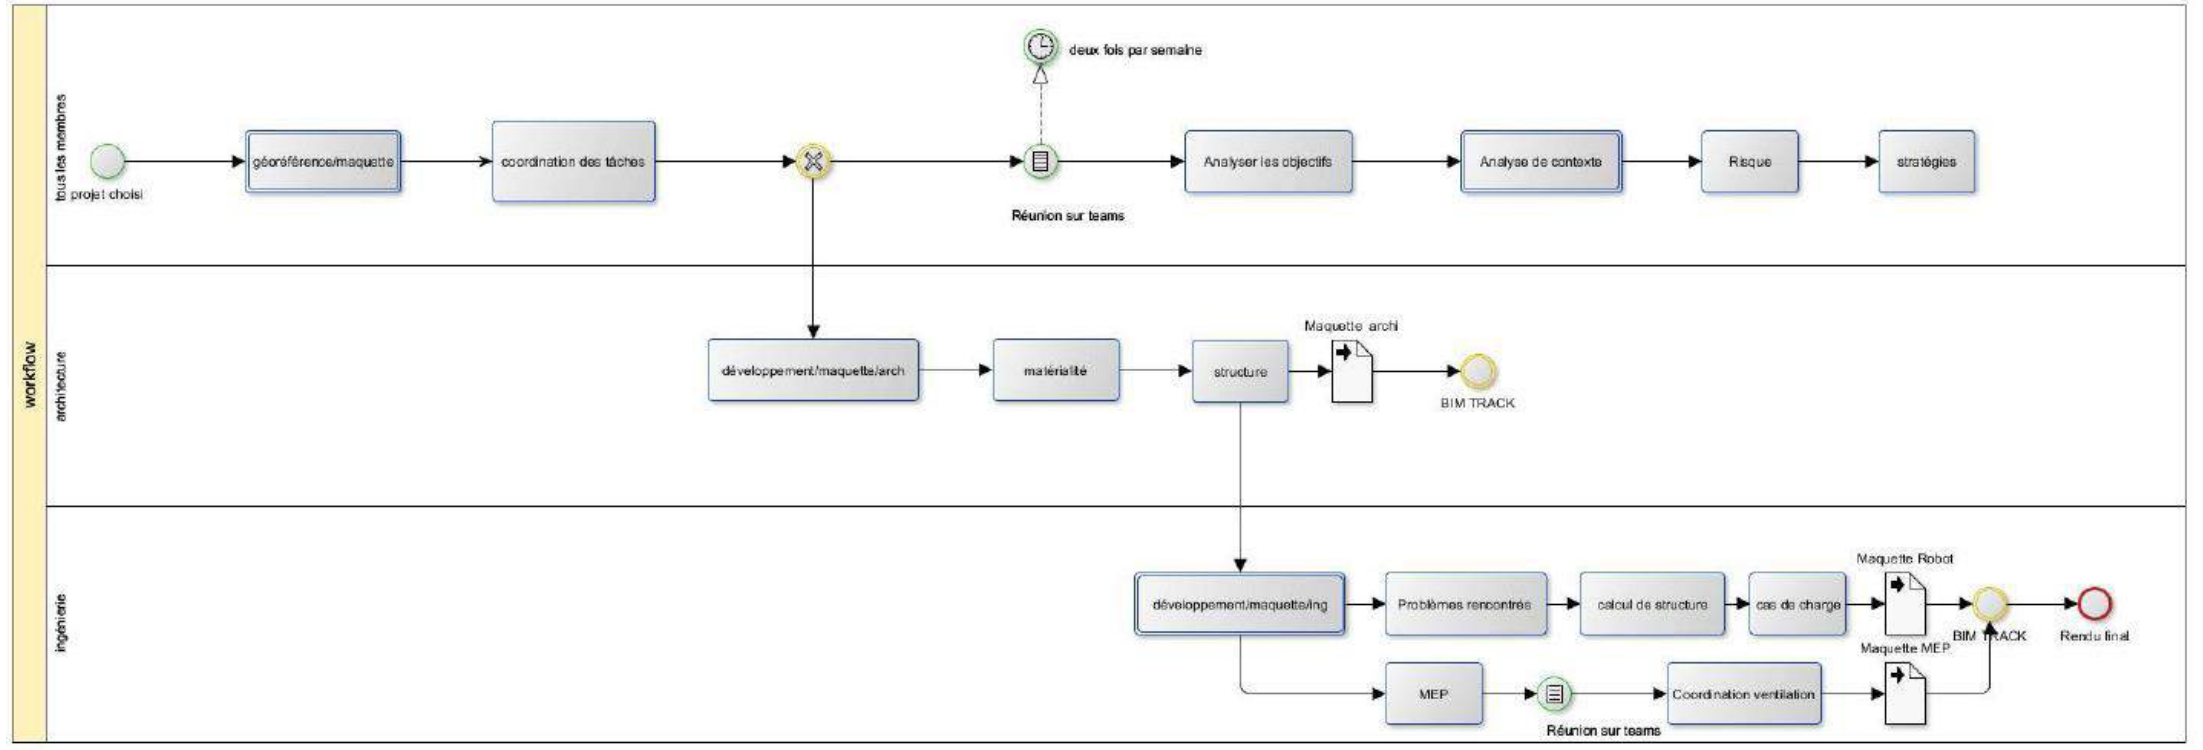 workflow
tous les membres
deux fois par semaine
projet choisi
géoréférence/maquette
coordination des tâches
Réunion sur teams
Analyser les objectifs
Analyse de contexte
Risque
stratégies
architecture
développement/maquette/arch
matérialité
structure
Maquette archi
BIM TRACK
ingénierie
développement/maquette/ing
Problèmes rencontrés
calcul de structure
cas de charge
Maquette Robot
BIM TRACK
Rendu final
MEP
Réunion sur teams
Coordination ventilation
Maquette MEP